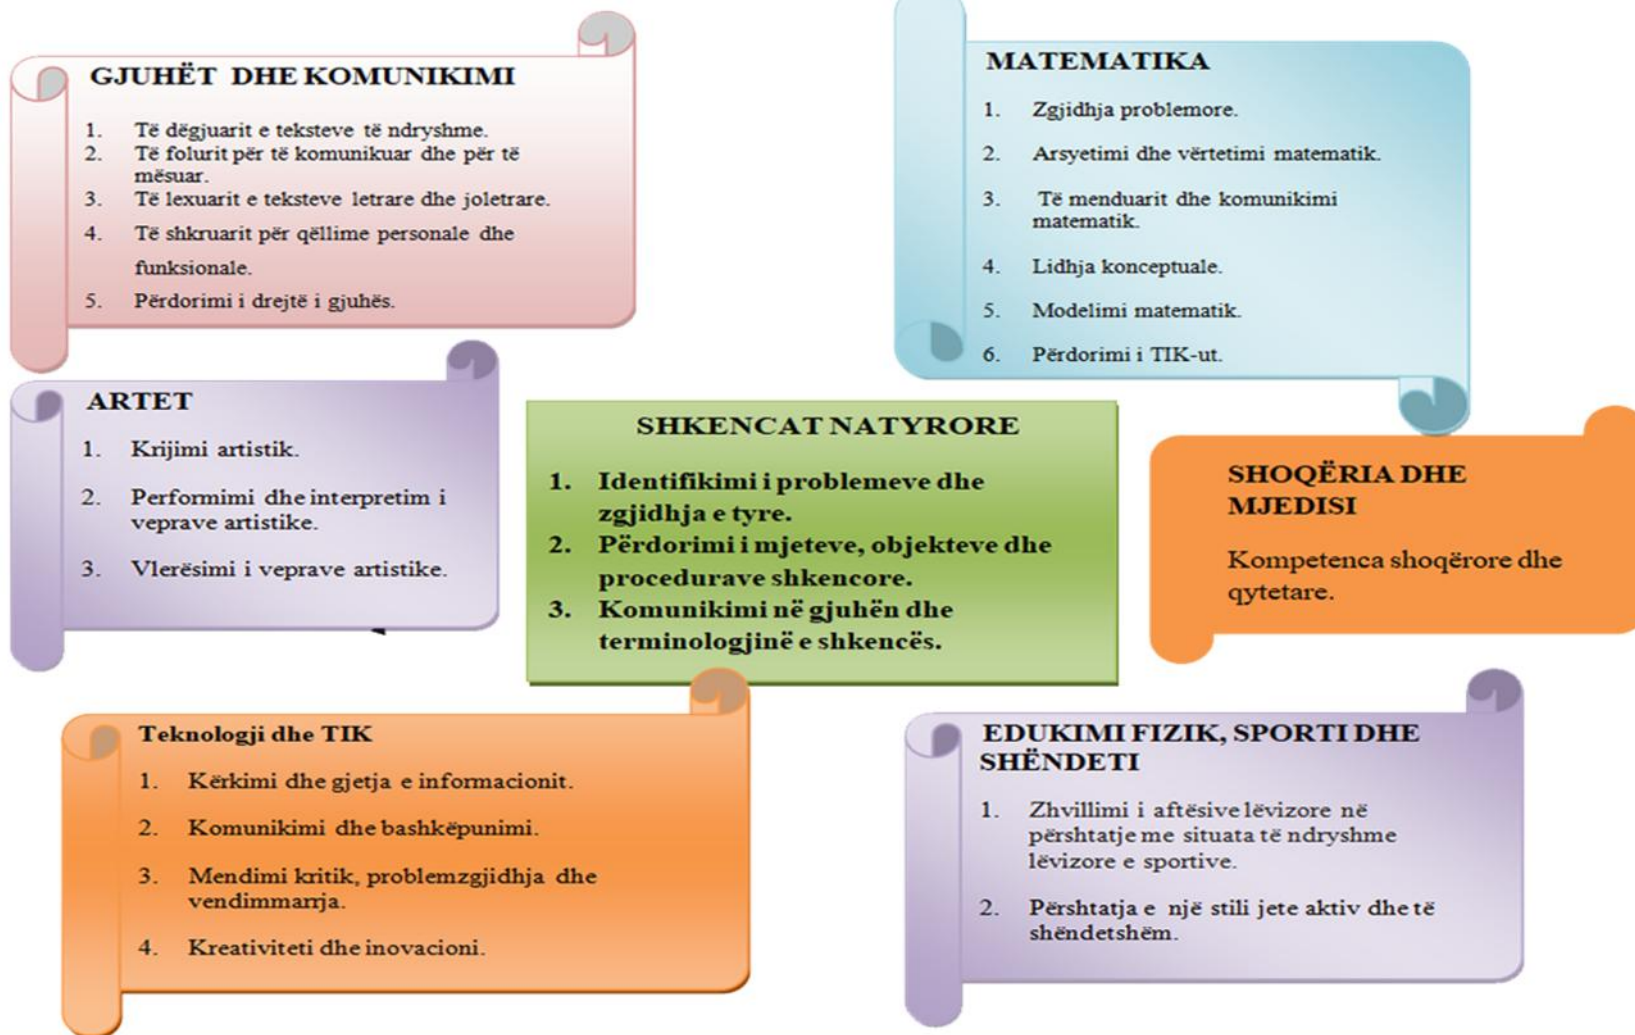 GJUHËT DHE KOMUNIKIMI
1. Të dëgjuarit e teksteve të ndryshme.
2. Të folurit për të komunikuar dhe për të
mësuar.
3. Të lexuarit e teksteve letrare dhe joletrare.
4. Të shkruarit për qëllime personale dhe
funksionale.
5. Përdorimi i drejtë i gjuhës.
MATEMATIKA
1. Zgjidhja problemore.
2. Arsyetimi dhe vërtetimi matematik.
3. Të menduarit dhe komunikimi
matematik.
4. Lidhja konceptuale.
5. Modelimi matematik.
6. Përdorimi i TIK-ut.
ARTET
1. Krijimi artistik.
2. Performimi dhe interpretim i
veprave artistike.
3. Vlerësimi i veprave artistike.
SHKENCAT NATYRORE
1. Identifikimi i problemeve dhe
zgjidhja e tyre.
2. Përdorimi i mjeteve, objekteve dhe
procedurave shkencore.
3. Komunikimi në gjuhën dhe
terminologjinë e shkencës.
SHOQËRIA DHE
MJEDISI
Kompetenca shoqërore dhe
qytetare.
Teknologji dhe TIK
1. Kërkimi dhe gjetja e informacionit.
2. Komunikimi dhe bashkëpunimi.
3. Mendimi kritik, problemzgjidhja dhe
vendimmarrja.
4. Kreativiteti dhe inovacioni.
EDUKIMI FIZIK, SPORTI DHE
SHËNDETI
1. Zhvillimi i aftësive lëvizore në
përshtatje me situata të ndryshme
lëvizore e sportive.
2. Përshtatja e një stili jete aktiv dhe të
shëndetshëm.